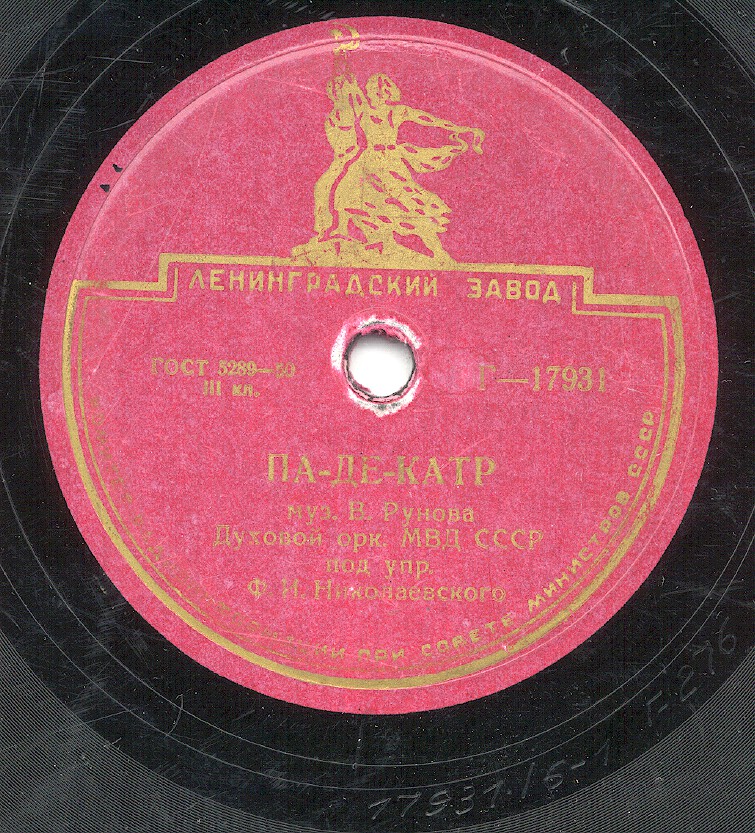 ЛЕНИНГРАДСКИЙ ЗАВОД
ГОСТ 5289—50
III кл.
Г—17931
ПА-ДЕ-КАТР
муз. В. Рунова
Духовой орк. МВД СССР
под упр.
Ф. И. Николаевского
ПРИ СОВЕТЕ МИНИСТРОВ СССР
17931/5-1 Г-276